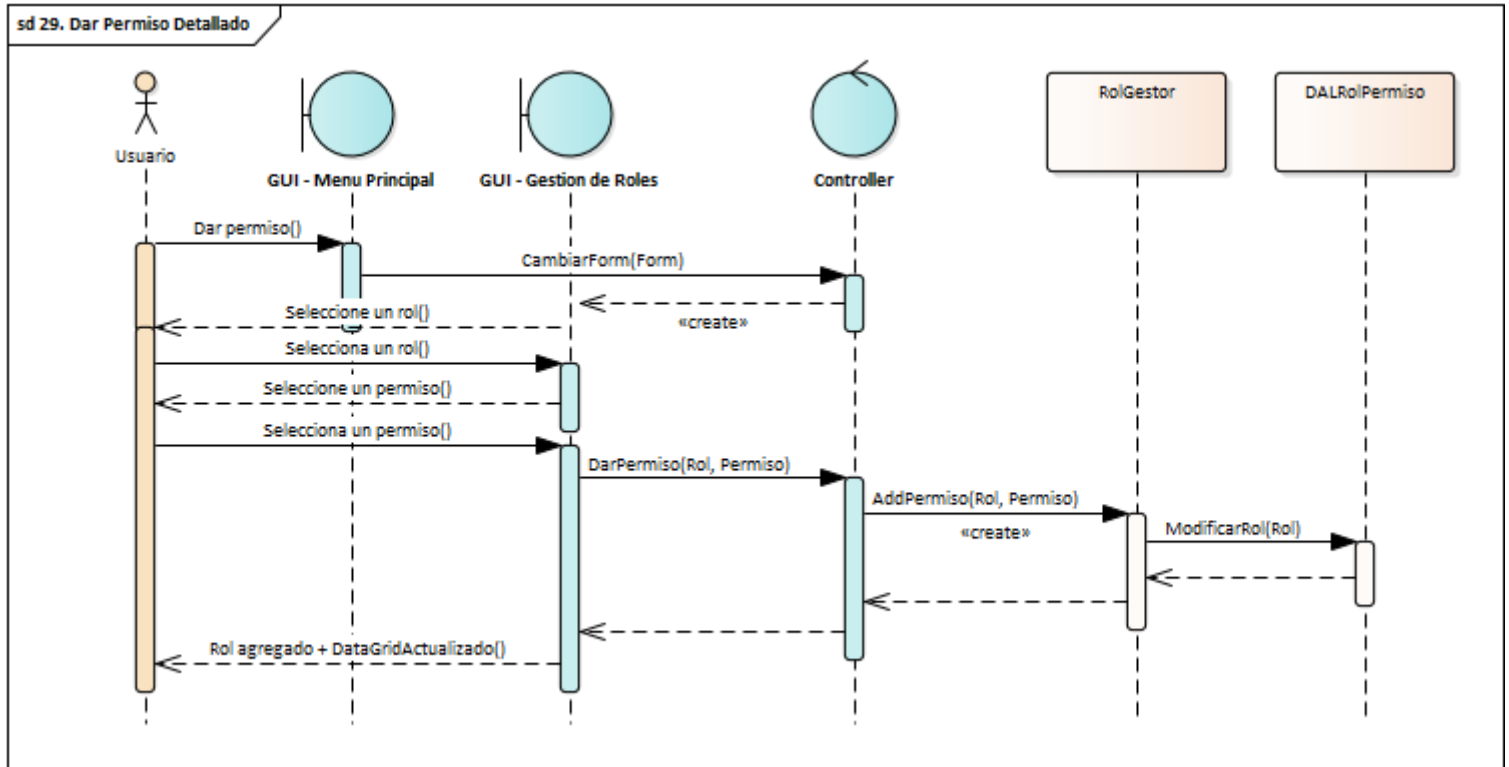 sd 29. Dar Permiso Detallado
Usuario
GUI - Menu Principal
GUI - Gestion de Roles
Controller
RolGestor
DALRolPermiso
Dar permiso()
CambiarForm(Form)
«create»
Seleccione un rol()
Selecciona un rol()
Seleccione un permiso()
Selecciona un permiso()
DarPermiso(Rol, Permiso)
AddPermiso(Rol, Permiso)
«create»
ModificarRol(Rol)
Rol agregado + DataGridActualizado()